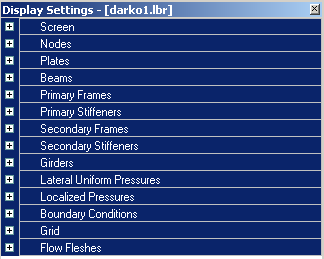 Display Settings - [darko1.lbr]
Screen
Nodes
Plates
Beams
Primary Frames
Primary Stiffeners
Secondary Frames
Secondary Stiffeners
Girders
Lateral Uniform Pressures
Localized Pressures
Boundary Conditions
Grid
Flow Fleshes